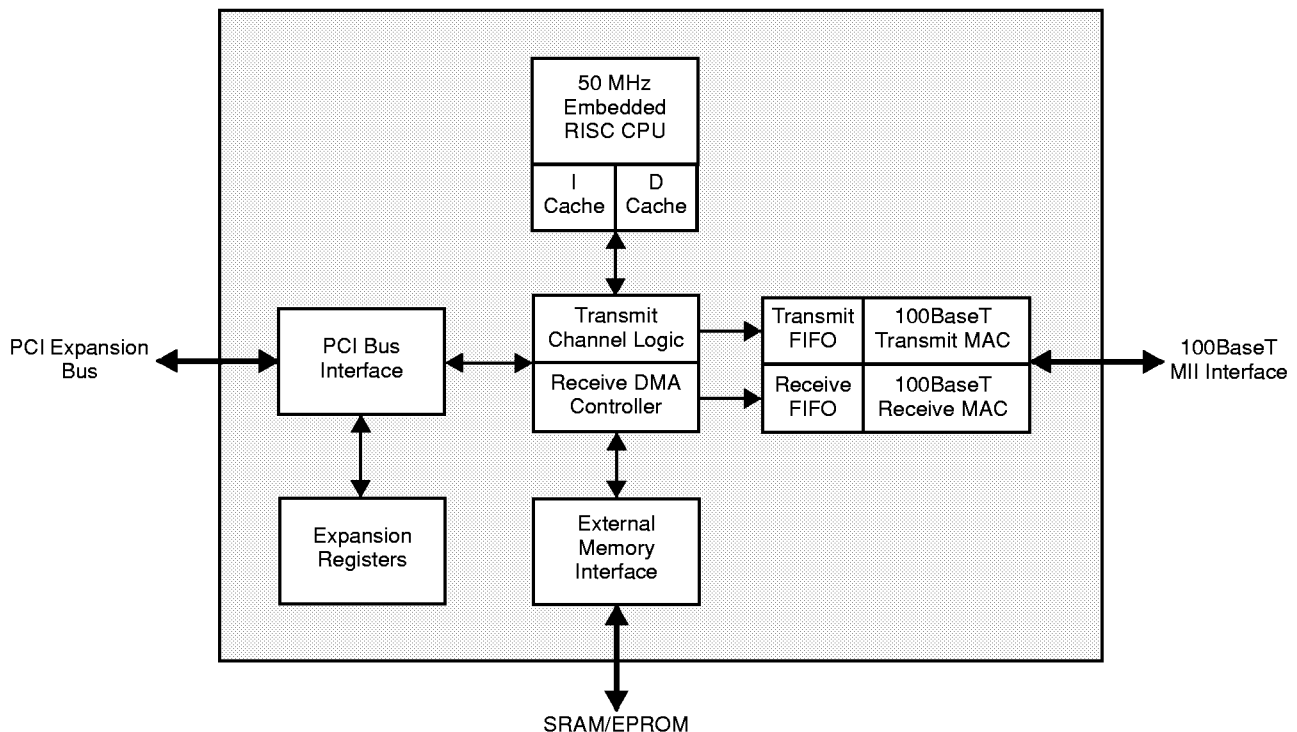 50 MHz
Embedded
RISC CPU
I
Cache
D
Cache
Transmit
Channel Logic
Receive DMA
Controller
Transmit
FIFO
100BaseT
Transmit MAC
Receive
FIFO
100BaseT
Receive MAC
PCI Expansion
Bus
PCI Bus
Interface
100BaseT
MII Interface
Expansion
Registers
External
Memory
Interface
SRAM/EPROM